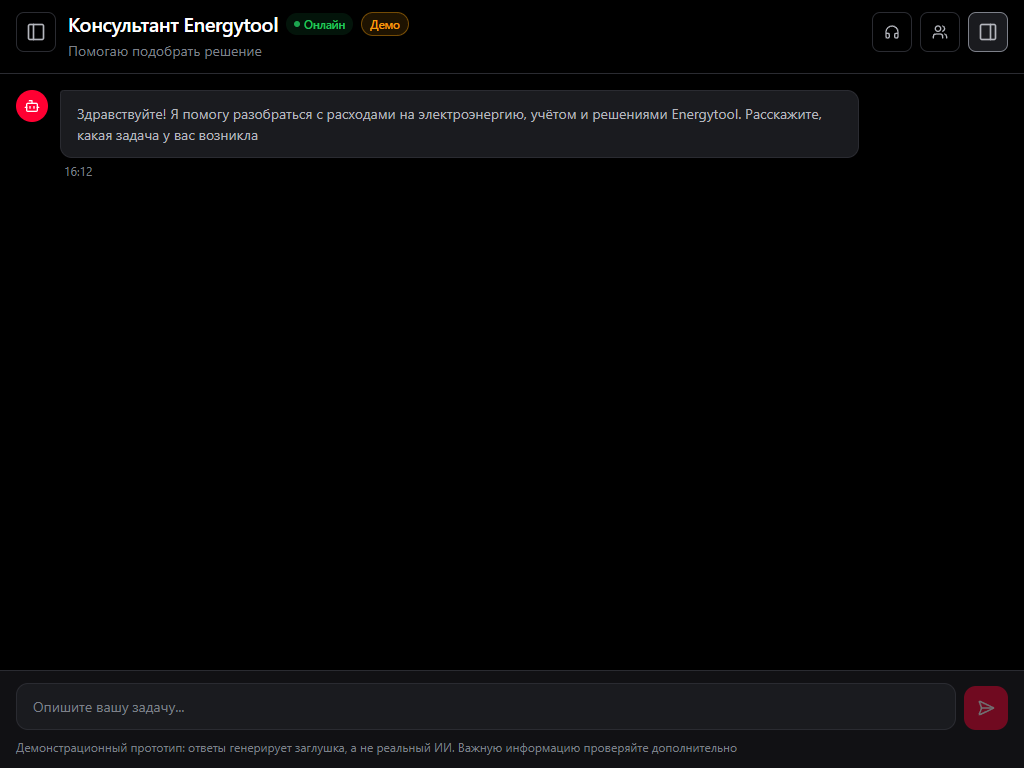 Консультант Energytool
Онлайн
Демо
Помогаю подобрать решение
Здравствуйте! Я помогу разобраться с расходами на электроэнергию, учётом и решениями Energytool. Расскажите,
какая задача у вас возникла
16:12
Опишите вашу задачу...
Демонстрационный прототип: ответы генерирует заглушка, а не реальный ИИ. Важную информацию проверяйте дополнительно